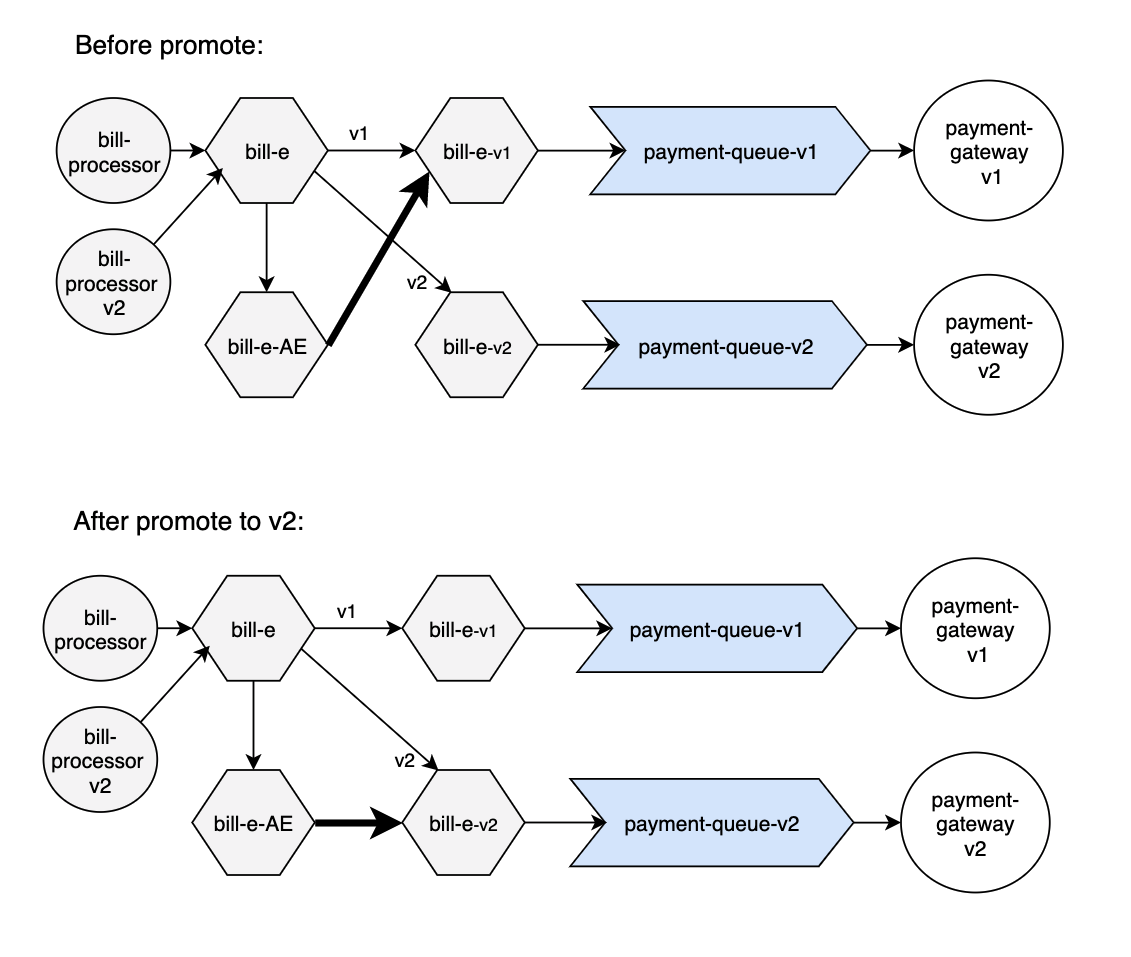 Before promote:
bill-
processor
bill-e
v1
bill-e-v1
payment-queue-v1
payment-
gateway
v1
bill-
processor
v2
v2
bill-e-AE
bill-e-v2
payment-queue-v2
payment-
gateway
v2
After promote to v2:
bill-
processor
bill-e
v1
bill-e-v1
payment-queue-v1
payment-
gateway
v1
bill-
processor
v2
v2
bill-e-AE
bill-e-v2
payment-queue-v2
payment-
gateway
v2